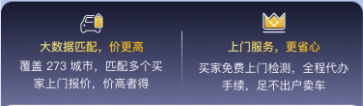 大数据匹配，价更高
覆盖 273 城市，匹配多个买
家上门报价，价高者得
上门服务，更省心
买家免费上门检测，全程代办
手续，足不出户卖车